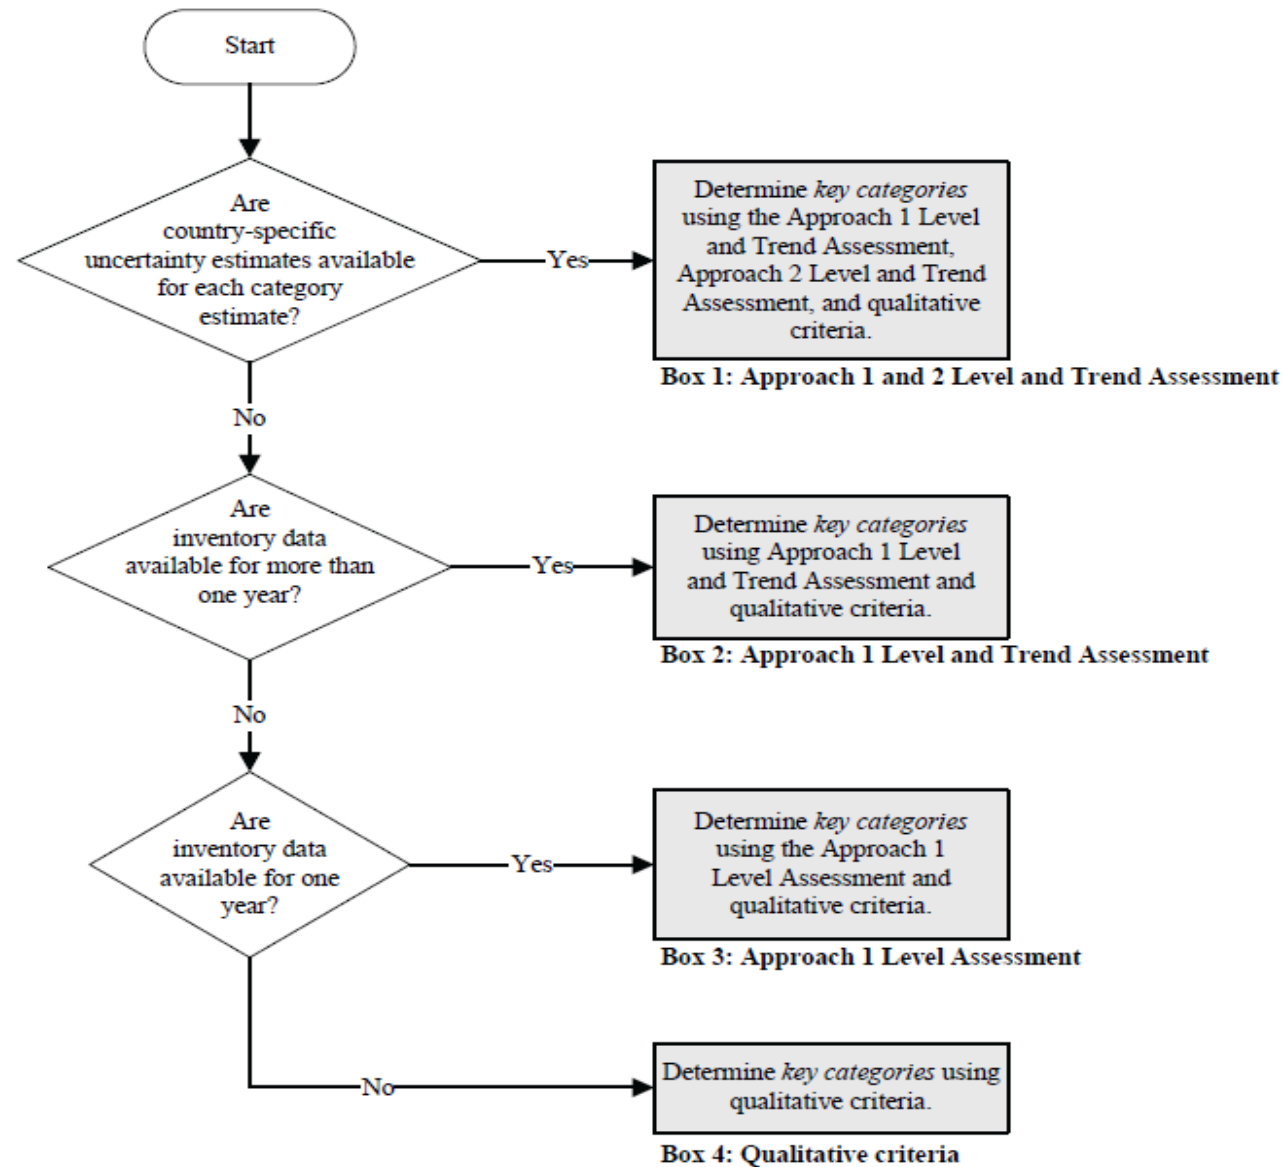 Start
Are
country-specific
uncertainty estimates available
for each category
estimate?
Yes
Determine key categories
using the Approach 1 Level
and Trend Assessment,
Approach 2 Level and Trend
Assessment, and qualitative
criteria.
Box 1: Approach 1 and 2 Level and Trend Assessment
No
Are
inventory data
available for more than
one year?
Yes
Determine key categories
using Approach 1 Level
and Trend Assessment and
qualitative criteria.
Box 2: Approach 1 Level and Trend Assessment
No
Are
inventory data
available for one
year?
Yes
Determine key categories
using the Approach 1
Level Assessment and
qualitative criteria.
Box 3: Approach 1 Level Assessment
No
Determine key categories using
qualitative criteria.
Box 4: Qualitative criteria